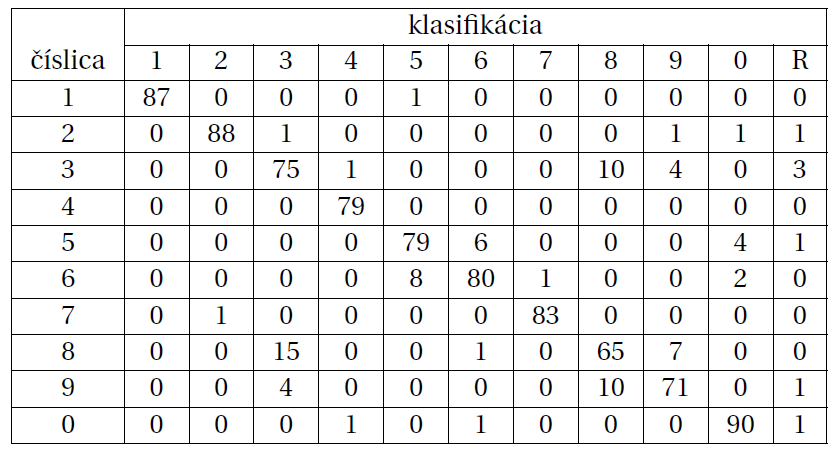 klasifikácia
číslica 1 2 3 4 5 6 7 8 9 0 R
1 87 0 0 0 1 0 0 0 0 0 0
2 0 88 1 0 0 0 0 0 1 1 1
3 0 0 75 1 0 0 0 10 4 0 3
4 0 0 0 79 0 0 0 0 0 0 0
5 0 0 0 0 79 6 0 0 0 4 1
6 0 0 0 0 8 80 1 0 0 2 0
7 0 1 0 0 0 0 83 0 0 0 0
8 0 0 15 0 0 1 0 65 7 0 0
9 0 0 4 0 0 0 0 10 71 0 1
0 0 0 0 1 0 1 0 0 0 90 1